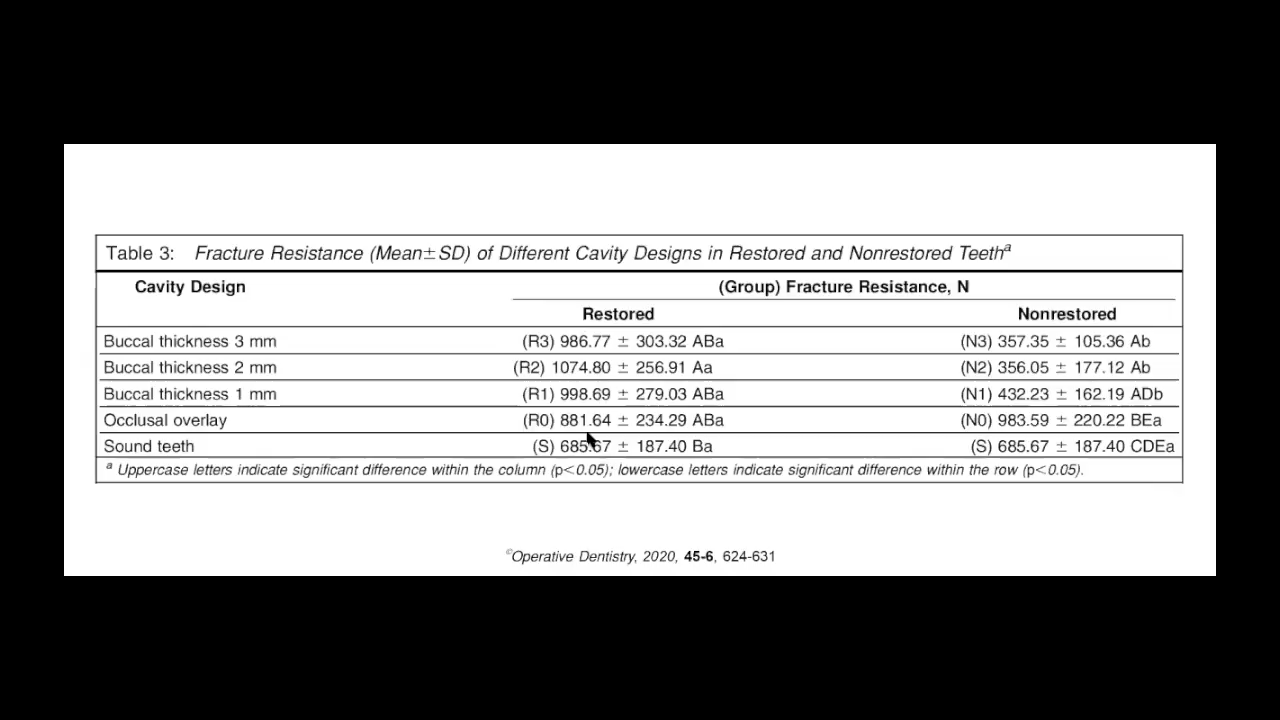 Table 3: Fracture Resistance (Mean±SD) of Different Cavity Designs in Restored and Nonrestored Teethᵃ
Cavity Design (Group) Fracture Resistance, N
Restored Nonrestored
Buccal thickness 3 mm (R3) 986.77 ± 303.32 ABa (N3) 357.35 ± 105.36 Ab
Buccal thickness 2 mm (R2) 1074.80 ± 256.91 Aa (N2) 356.05 ± 177.12 Ab
Buccal thickness 1 mm (R1) 998.69 ± 279.03 ABa (N1) 432.23 ± 162.19 ADb
Occlusal overlay (R0) 881.64 ± 234.29 ABa (N0) 983.59 ± 220.22 BEa
Sound teeth (S) 685.67 ± 187.40 Ba (S) 685.67 ± 187.40 CDEa
ᵃ Uppercase letters indicate significant difference within the column (p<0.05); lowercase letters indicate significant difference within the row (p<0.05).
©Operative Dentistry, 2020, 45-6, 624-631